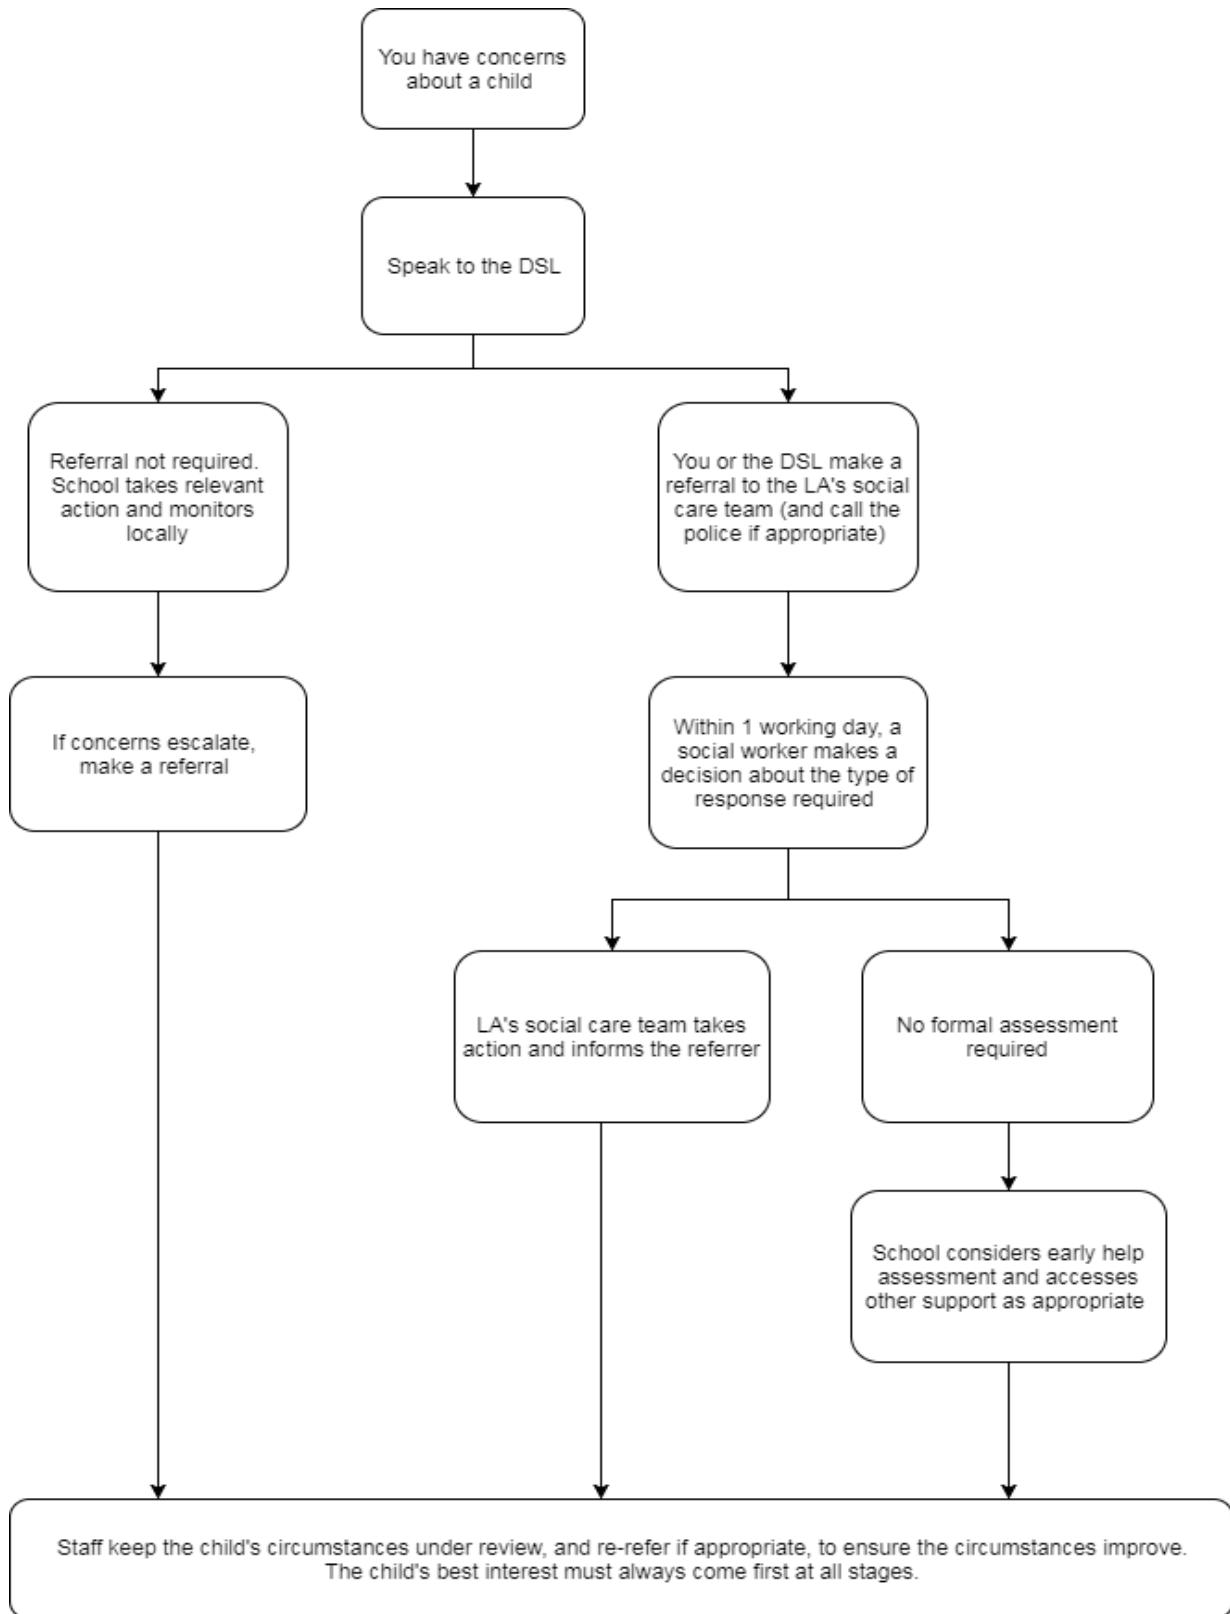 You have concerns
about a child
Speak to the DSL
Referral not required.
School takes relevant
action and monitors
locally
You or the DSL make a
referral to the LA's social
care team (and call the
police if appropriate)
If concerns escalate,
make a referral
Within 1 working day, a
social worker makes a
decision about the type of
response required
LA's social care team takes
action and informs the referrer
No formal assessment
required
School considers early help
assessment and accesses
other support as appropriate
Staff keep the child's circumstances under review, and re-refer if appropriate, to ensure the circumstances improve.
The child's best interest must always come first at all stages.